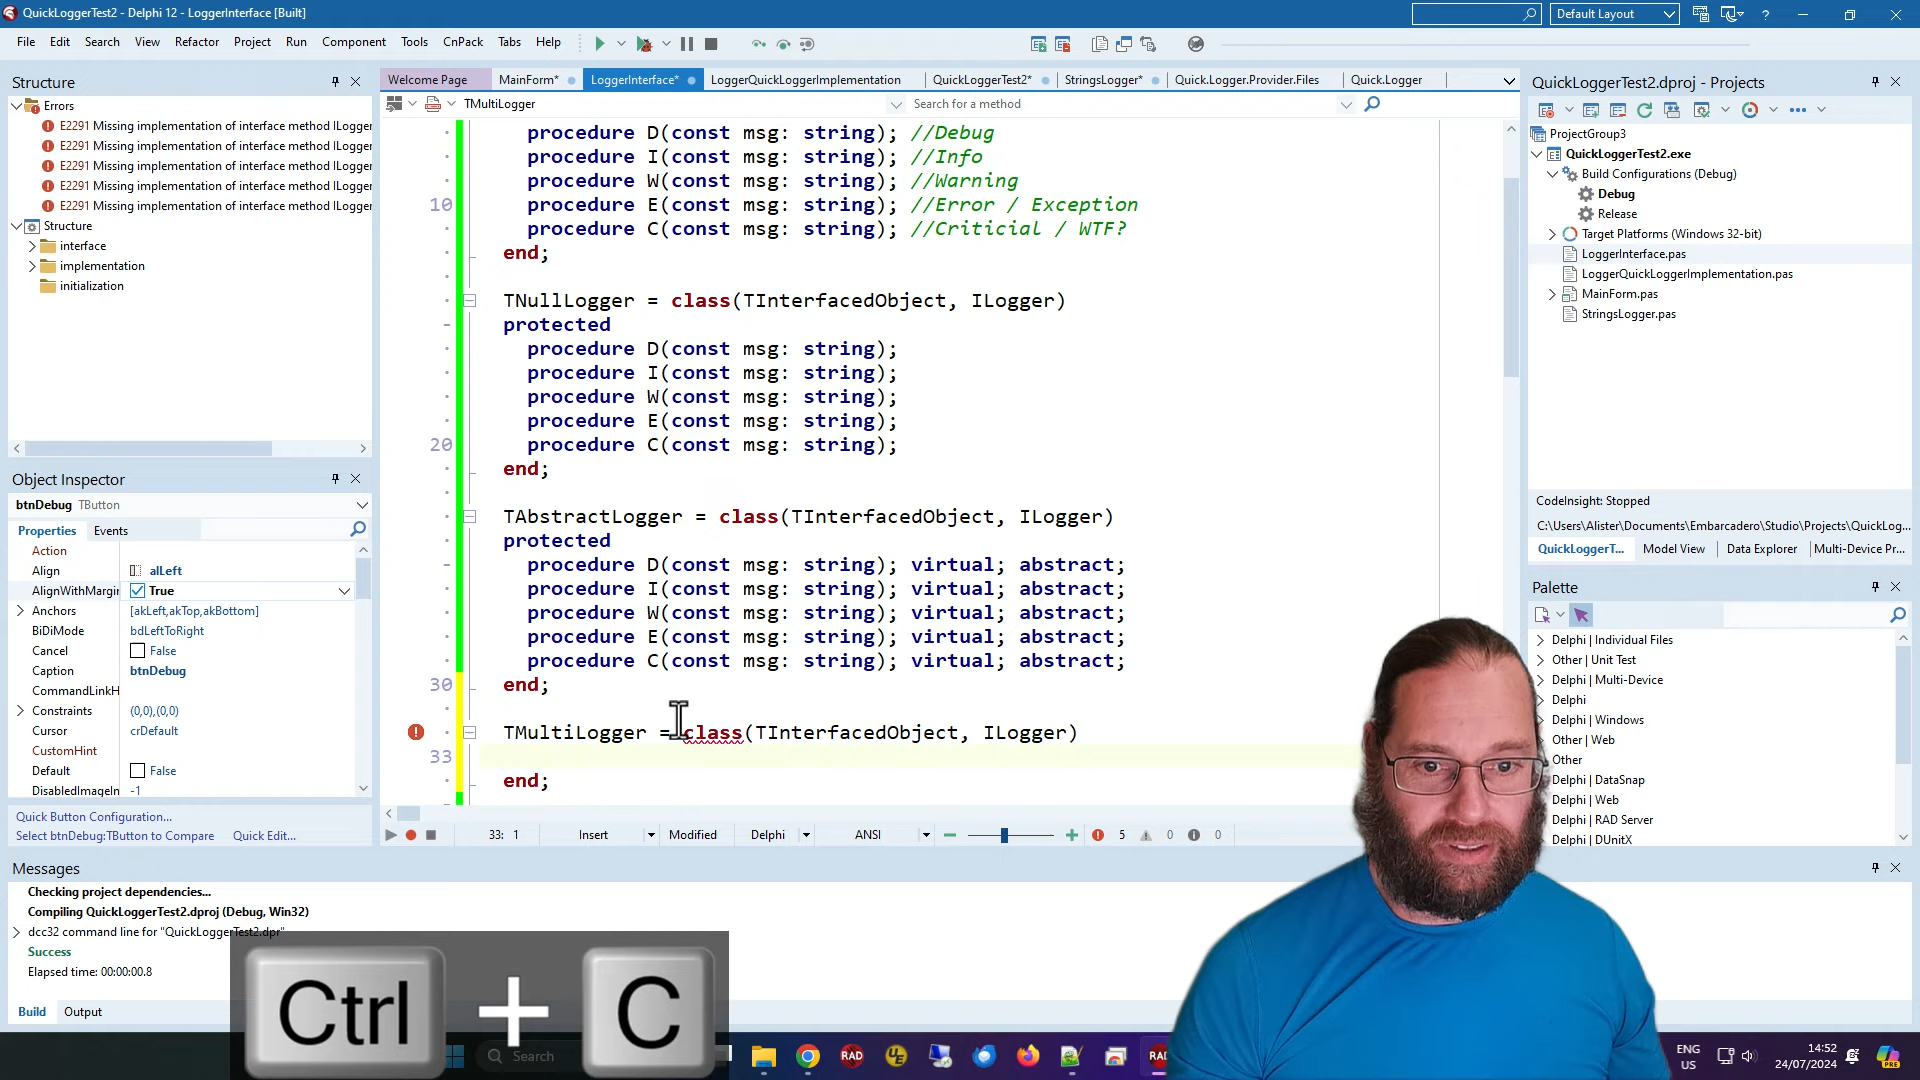 QuickLoggerTest2 - Delphi 12 - LoggerInterface [Built]
Default Layout
File Edit Search View Refactor Project Run Component Tools CnPack Tabs Help
Structure
Errors
E2291 Missing implementation of interface method ILogger
E2291 Missing implementation of interface method ILogger
E2291 Missing implementation of interface method ILogger
E2291 Missing implementation of interface method ILogger
E2291 Missing implementation of interface method ILogger
Structure
interface
implementation
initialization
Object Inspector
btnDebug TButton
Properties Events
Action
Align alLeft
AlignWithMargin True
Anchors [akLeft,akTop,akBottom]
BiDiMode bdLeftToRight
Cancel False
Caption btnDebug
CommandLinkH
Constraints (0,0),(0,0)
Cursor crDefault
CustomHint
Default False
DisabledImageIn -1
Quick Button Configuration...
Select btnDebug:TButton to Compare Quick Edit...
Welcome Page MainForm* LoggerInterface* LoggerQuickLoggerImplementation QuickLoggerTest2* StringsLogger* Quick.Logger.Provider.Files Quick.Logger
TMultiLogger Search for a method
procedure D(const msg: string); //Debug
procedure I(const msg: string); //Info
procedure W(const msg: string); //Warning
10 procedure E(const msg: string); //Error / Exception
procedure C(const msg: string); //Criticial / WTF?
end;
TNullLogger = class(TInterfacedObject, ILogger)
protected
procedure D(const msg: string);
procedure I(const msg: string);
procedure W(const msg: string);
procedure E(const msg: string);
20 procedure C(const msg: string);
end;
TAbstractLogger = class(TInterfacedObject, ILogger)
protected
procedure D(const msg: string); virtual; abstract;
procedure I(const msg: string); virtual; abstract;
procedure W(const msg: string); virtual; abstract;
procedure E(const msg: string); virtual; abstract;
procedure C(const msg: string); virtual; abstract;
30 end;
TMultiLogger = class(TInterfacedObject, ILogger)
33
end;
33: 1 Insert Modified Delphi ANSI 5 0 0
QuickLoggerTest2.dproj - Projects
ProjectGroup3
QuickLoggerTest2.exe
Build Configurations (Debug)
Debug
Release
Target Platforms (Windows 32-bit)
LoggerInterface.pas
LoggerQuickLoggerImplementation.pas
MainForm.pas
StringsLogger.pas
CodeInsight: Stopped
C:\Users\Alister\Documents\Embarcadero\Studio\Projects\QuickLog...
QuickLoggerT... Model View Data Explorer Multi-Device Pr...
Palette
Delphi | Individual Files
Other | Unit Test
Delphi | Multi-Device
Delphi
Delphi | Windows
Other | Web
Other
Delphi | DataSnap
Delphi | Web
Delphi | RAD Server
Delphi | DUnitX
Messages
Checking project dependencies...
Compiling QuickLoggerTest2.dproj (Debug, Win32)
dcc32 command line for "QuickLoggerTest2.dpr"
Success
Elapsed time: 00:00:00.8
Build Output
Ctrl + C
Search
RAD
UE
RAD
ENG
US
14:52
24/07/2024
PRE